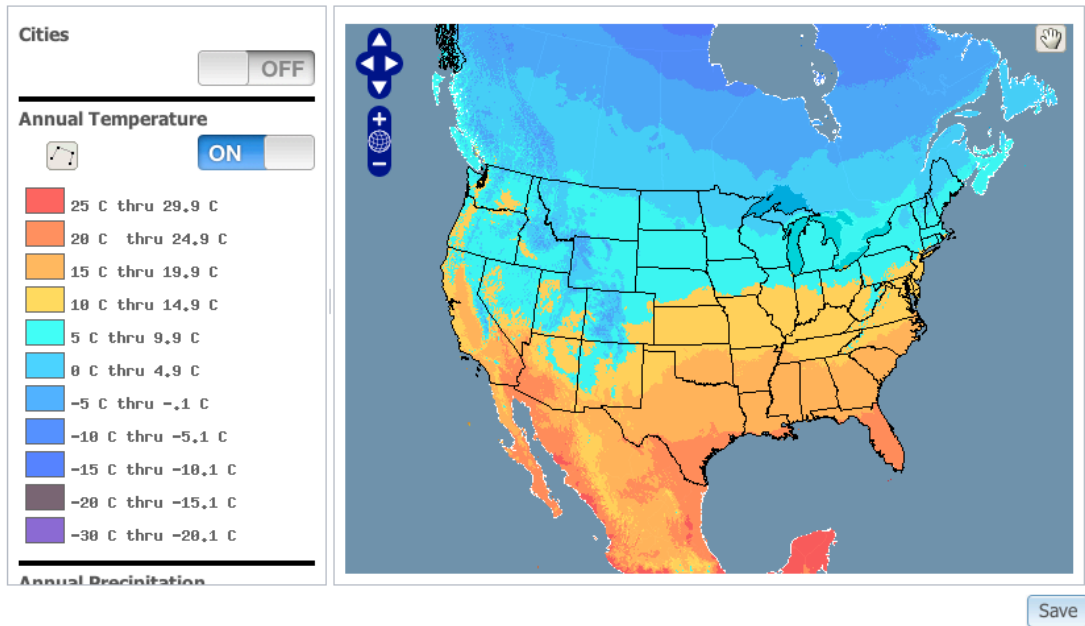 Cities
OFF
Annual Temperature
ON
25 C thru 29.9 C
20 C  thru 24.9 C
15 C thru 19.9 C
10 C thru 14.9 C
5 C thru 9.9 C
0 C thru 4.9 C
-5 C thru -.1 C
-10 C thru -5.1 C
-15 C thru -10.1 C
-20 C thru -15.1 C
-30 C thru -20.1 C
Annual Precipitation
Save